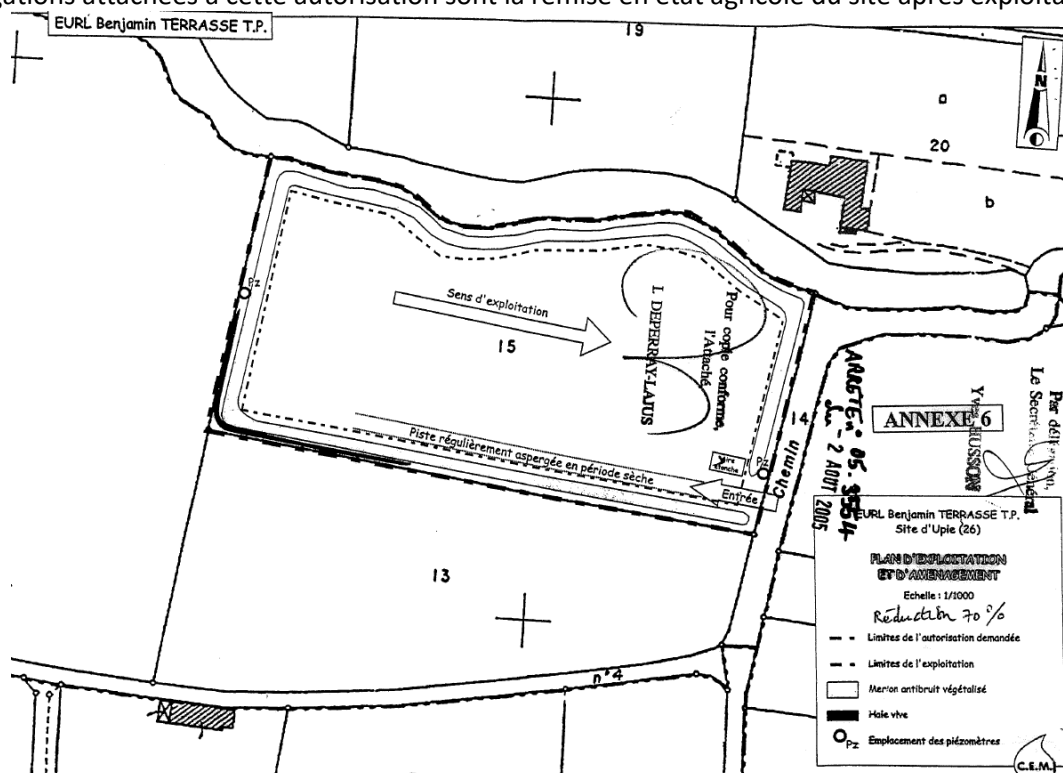 gations attachées à cette autorisation sont la remise en état agricole du site après exploita
EURL Benjamin TERRASSE T.P.
19
N
a
20
b
Pz
Sens d'exploitation
15
Pour copie conforme,
l'Attaché
I. DEPERRAY-LAJUS
Piste régulièrement aspergée en période sèche
Aire étanche
Pz
Entrée
Chemin
14
ARRETE n° 05.
du - 2 AOUT 2005
ANNEXE 6
Par délégation,
Le Secrétaire Général
Yves HUSSON
13
n°4
EURL Benjamin TERRASSE T.P.
Site d'Upie (26)
PLAN D'EXPLOITATION
ET D'AMENAGEMENT
Echelle : 1/1000
Réduction 70 %
Limites de l'autorisation demandée
Limites de l'exploitation
Merlon antibruit végétalisé
Haie vive
Pz Emplacement des piézomètres
C.E.M.